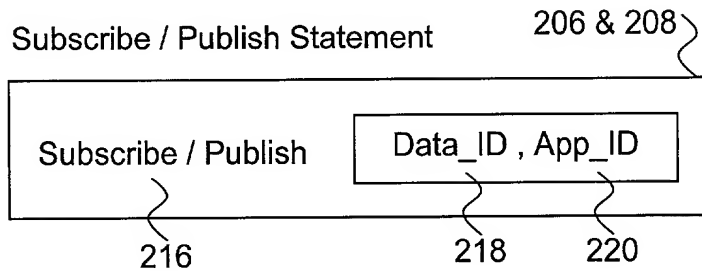 206 & 208
Subscribe / Publish Statement
Subscribe / Publish
Data_ID , App_ID
216
218
220